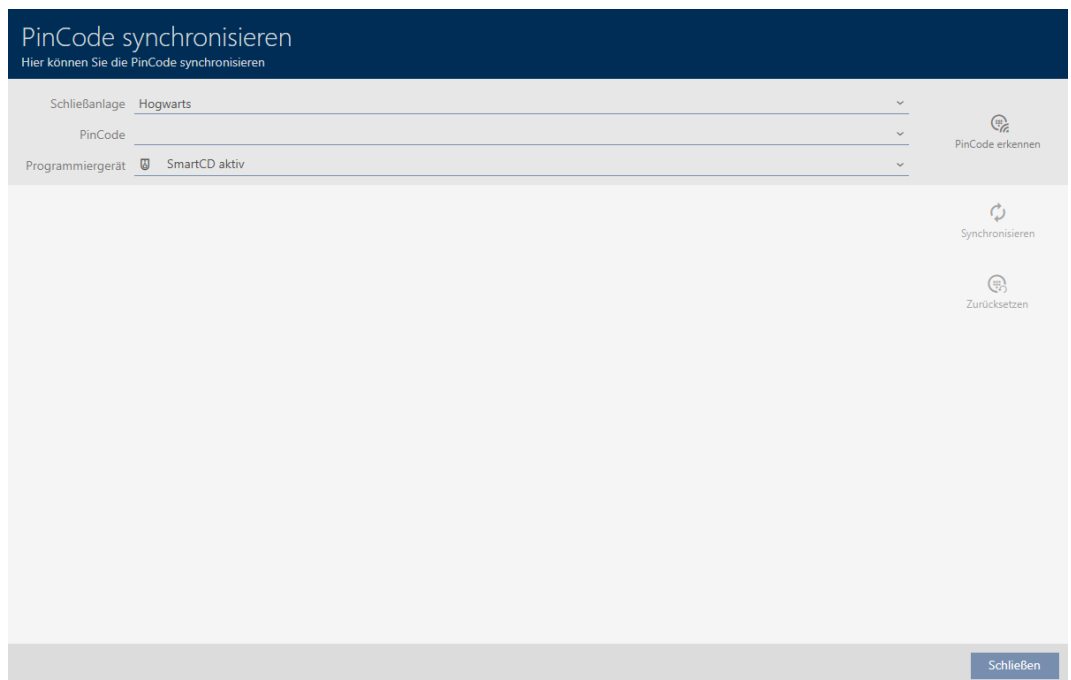 PinCode synchronisieren
Hier können Sie die PinCode synchronisieren
Schließanlage Hogwarts
PinCode
PinCode erkennen
Programmiergerät SmartCD aktiv
Synchronisieren
Zurücksetzen
Schließen